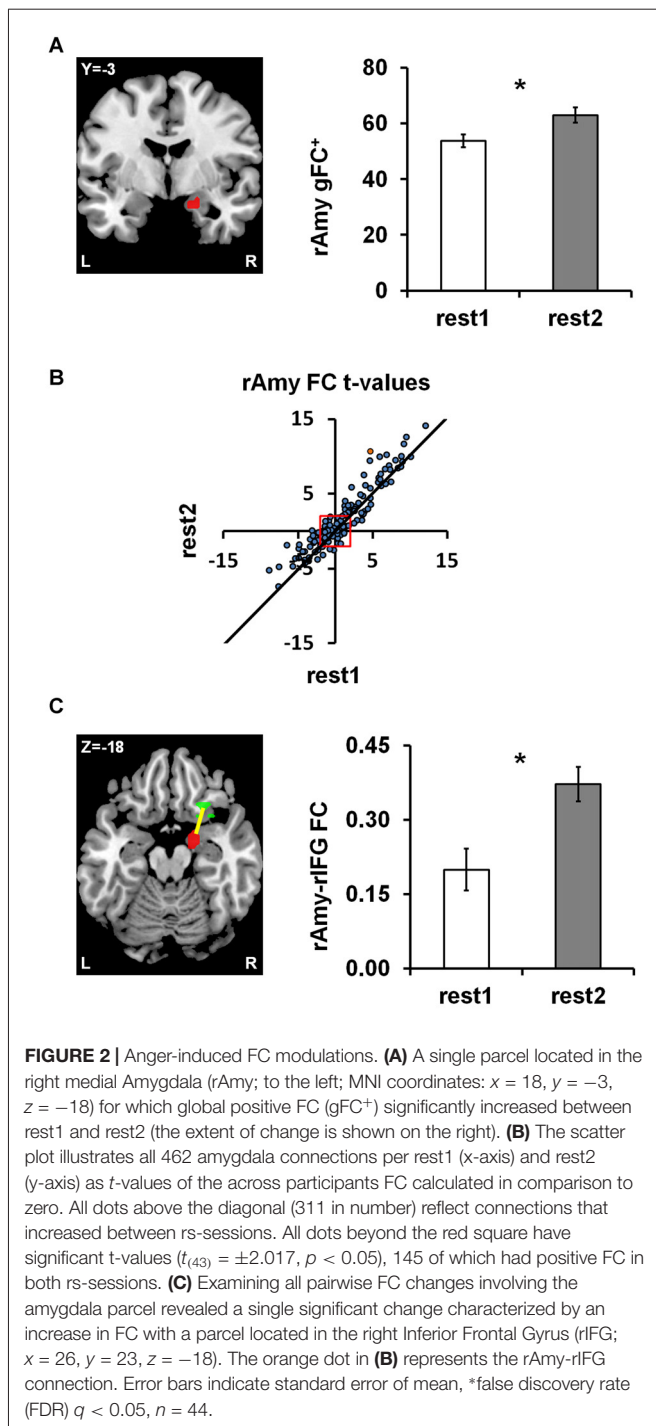 A
Y=-3
L
R
rAmy gFC+
80
60
40
20
0
*
rest1
rest2
B
rAmy FC t-values
15
5
-15
-5
5
15
-15
rest2
rest1
C
Z=-18
L
R
rAmy-rIFG FC
0.45
0.30
0.15
0.00
*
rest1
rest2
FIGURE 2 | Anger-induced FC modulations. (A) A single parcel located in the
right medial Amygdala (rAmy; to the left; MNI coordinates: x = 18, y = −3,
z = −18) for which global positive FC (gFC+) significantly increased between
rest1 and rest2 (the extent of change is shown on the right). (B) The scatter
plot illustrates all 462 amygdala connections per rest1 (x-axis) and rest2
(y-axis) as t-values of the across participants FC calculated in comparison to
zero. All dots above the diagonal (311 in number) reflect connections that
increased between rs-sessions. All dots beyond the red square have
significant t-values (t(43) = ±2.017, p < 0.05), 145 of which had positive FC in
both rs-sessions. (C) Examining all pairwise FC changes involving the
amygdala parcel revealed a single significant change characterized by an
increase in FC with a parcel located in the right Inferior Frontal Gyrus (rIFG;
x = 26, y = 23, z = −18). The orange dot in (B) represents the rAmy-rIFG
connection. Error bars indicate standard error of mean, *false discovery rate
(FDR) q < 0.05, n = 44.